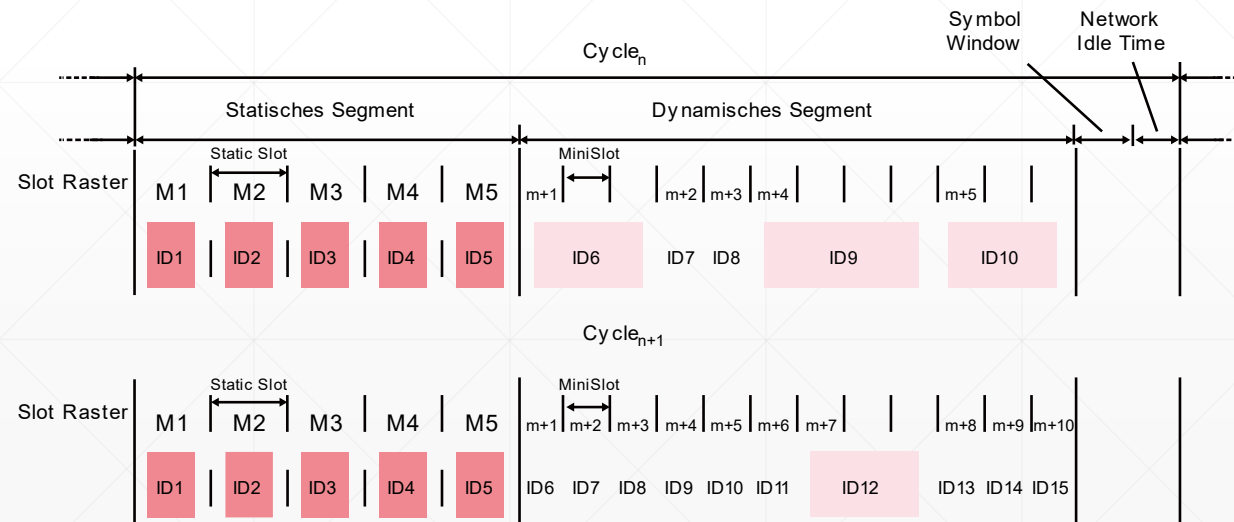 Symbol Window
Network Idle Time
Cycle n
Statisches Segment
Dynamisches Segment
Static Slot
MiniSlot
Slot Raster
M1 M2 M3 M4 M5 m+1 m+2 m+3 m+4 m+5
ID1 ID2 ID3 ID4 ID5 ID6 ID7 ID8 ID9 ID10
Cycle n+1
Static Slot
MiniSlot
Slot Raster
M1 M2 M3 M4 M5 m+1 m+2 m+3 m+4 m+5 m+6 m+7 m+8 m+9 m+10
ID1 ID2 ID3 ID4 ID5 ID6 ID7 ID8 ID9 ID10 ID11 ID12 ID13 ID14 ID15